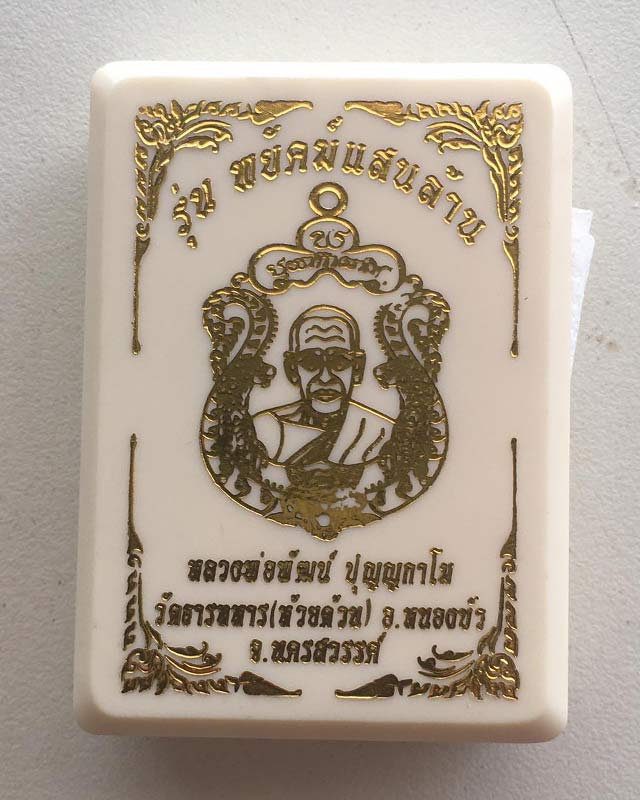 รุ่น พยัคฆ์แสนล้าน
หลวงพ่อพัฒน์ ปุญญกาโม
วัดธารทหาร(ห้วยด้วน) อ.หนองบัว
จ.นครสวรรค์